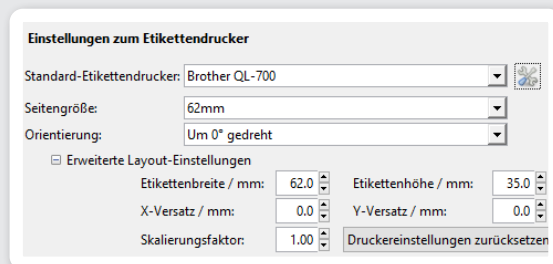 Einstellungen zum Etikettendrucker
Standard-Etikettendrucker: Brother QL-700
Seitengröße: 62mm
Orientierung: Um 0° gedreht
Erweiterte Layout-Einstellungen
Etikettenbreite / mm: 62.0 Etikettenhöhe / mm: 35.0
X-Versatz / mm: 0.0 Y-Versatz / mm: 0.0
Skalierungsfaktor: 1.00 Druckereinstellungen zurücksetzen